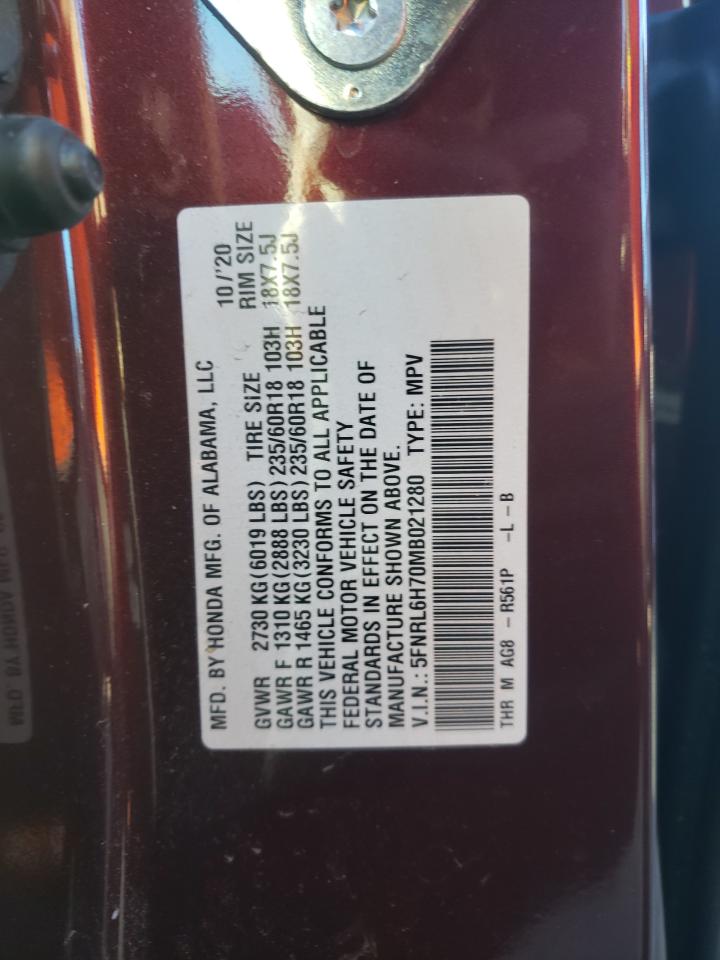 MFD. BY HONDA MFG. OF ALABAMA, LLC 10/'20
GVWR 2730 KG(6019 LBS) TIRE SIZE RIM SIZE
GAWR F 1310 KG(2888 LBS) 235/60R18 103H 18X7.5J
GAWR R 1465 KG(3230 LBS) 235/60R18 103H 18X7.5J
THIS VEHICLE CONFORMS TO ALL APPLICABLE
FEDERAL MOTOR VEHICLE SAFETY
STANDARDS IN EFFECT ON THE DATE OF
MANUFACTURE SHOWN ABOVE.
V.I.N.: 5FNRL6H70MB021280 TYPE: MPV
THR M AG8 - R561P -L - B